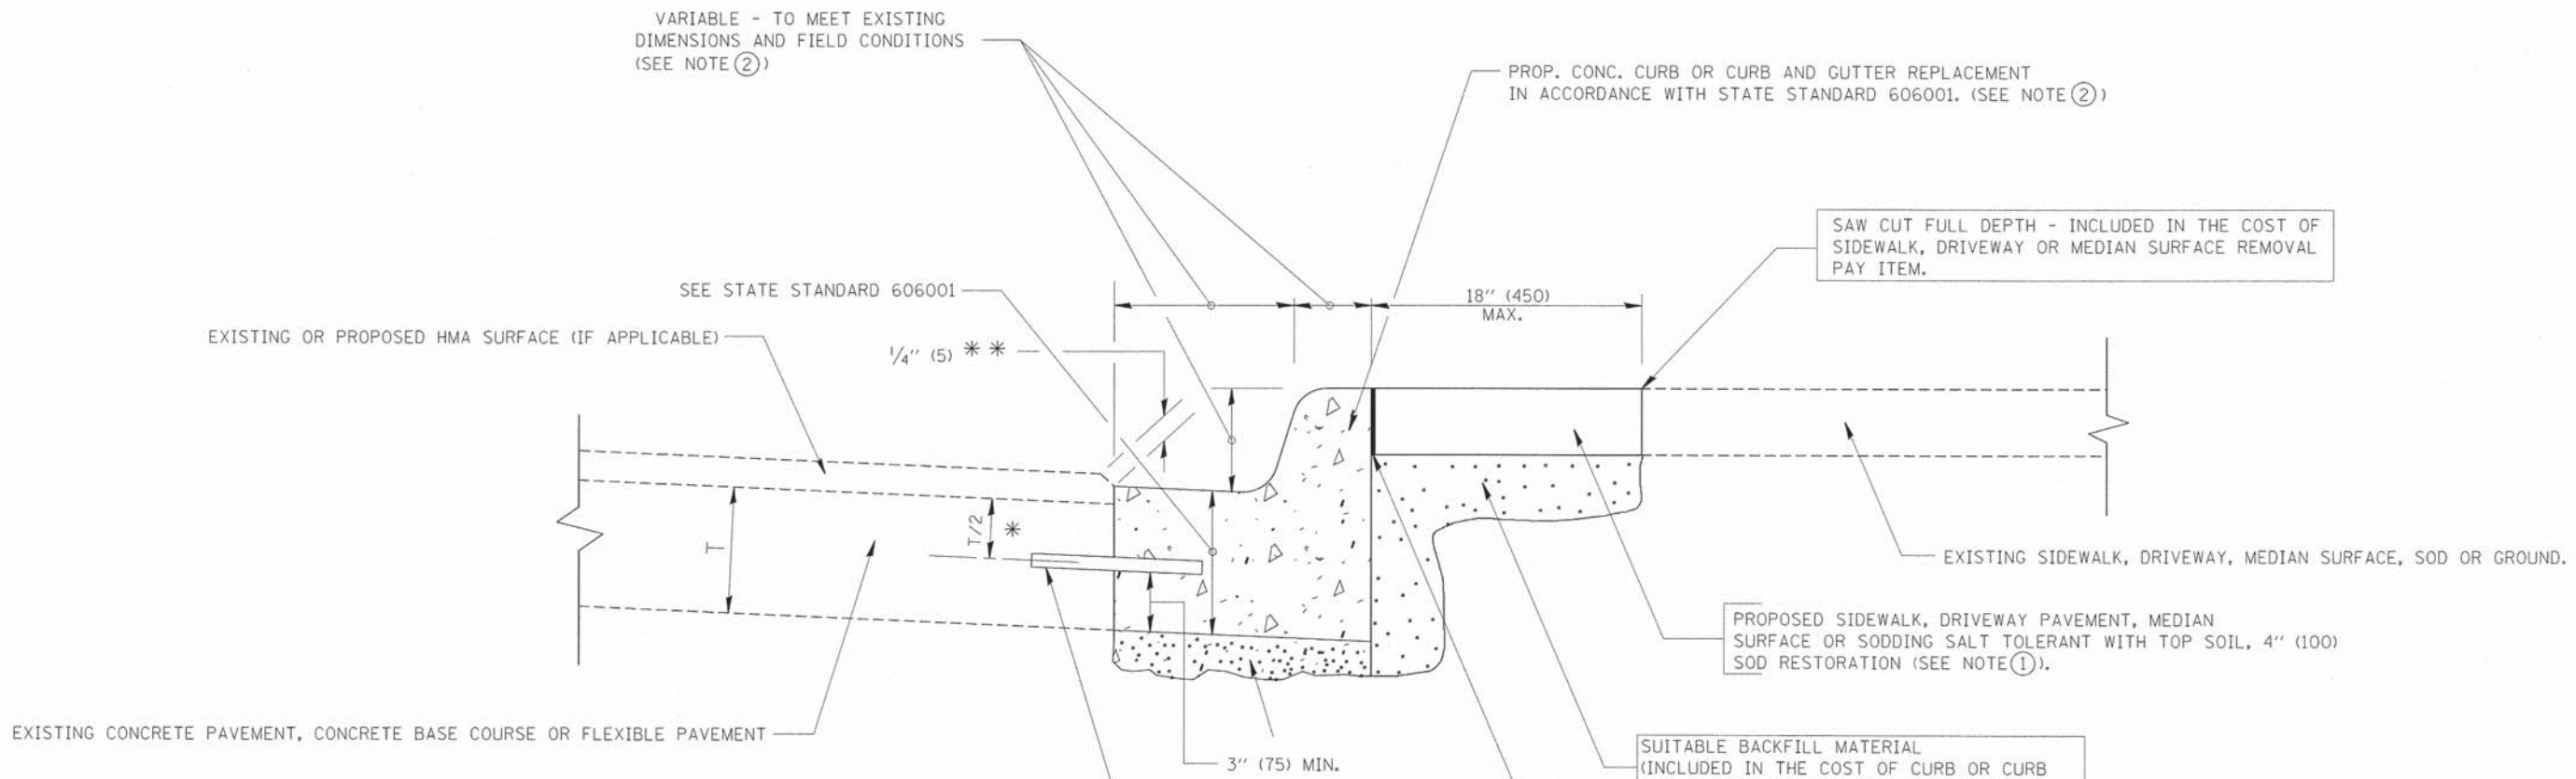 VARIABLE - TO MEET EXISTING
DIMENSIONS AND FIELD CONDITIONS
(SEE NOTE ②)
PROP. CONC. CURB OR CURB AND GUTTER REPLACEMENT
IN ACCORDANCE WITH STATE STANDARD 606001. (SEE NOTE ②)
SAW CUT FULL DEPTH - INCLUDED IN THE COST OF
SIDEWALK, DRIVEWAY OR MEDIAN SURFACE REMOVAL
PAY ITEM.
SEE STATE STANDARD 606001
18" (450)
MAX.
EXISTING OR PROPOSED HMA SURFACE (IF APPLICABLE)
1/4" (5) * *
T
T/2 *
EXISTING SIDEWALK, DRIVEWAY, MEDIAN SURFACE, SOD OR GROUND.
PROPOSED SIDEWALK, DRIVEWAY PAVEMENT, MEDIAN
SURFACE OR SODDING SALT TOLERANT WITH TOP SOIL, 4" (100)
SOD RESTORATION (SEE NOTE ①).
EXISTING CONCRETE PAVEMENT, CONCRETE BASE COURSE OR FLEXIBLE PAVEMENT
3" (75) MIN.
SUITABLE BACKFILL MATERIAL
(INCLUDED IN THE COST OF CURB OR CURB